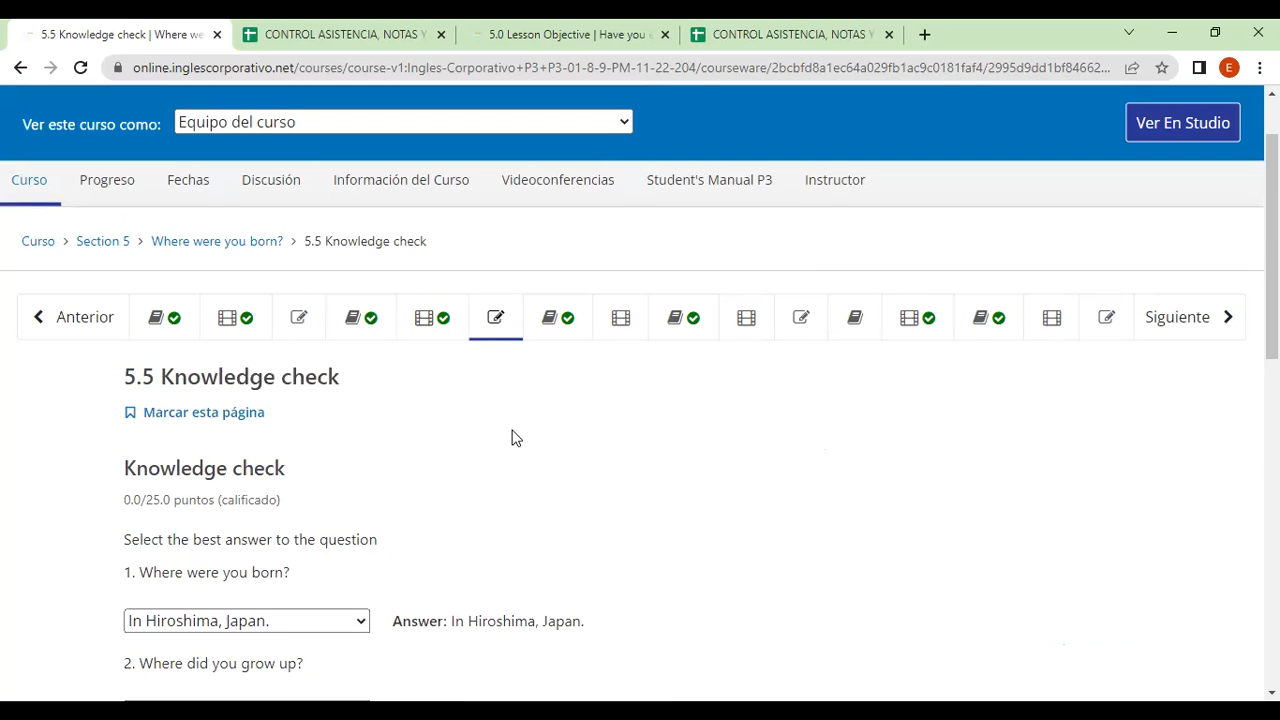 5.5 Knowledge check | Where we
CONTROL ASISTENCIA, NOTAS Y
5.0 Lesson Objective | Have you
CONTROL ASISTENCIA, NOTAS Y
online.inglescorporativo.net/courses/course-v1:Ingles-Corporativo+P3+P3-01-8-9-PM-11-22-204/courseware/2bcbfd8a1ec64a029fb1ac9c0181faf4/2995d9dd1bf84662...
E
Ver este curso como:
Equipo del curso
Ver En Studio
Curso
Progreso
Fechas
Discusión
Información del Curso
Videoconferencias
Student's Manual P3
Instructor
Curso > Section 5 > Where were you born? > 5.5 Knowledge check
Anterior
Siguiente
5.5 Knowledge check
Marcar esta página
Knowledge check
0.0/25.0 puntos (calificado)
Select the best answer to the question
1. Where were you born?
In Hiroshima, Japan.
Answer: In Hiroshima, Japan.
2. Where did you grow up?